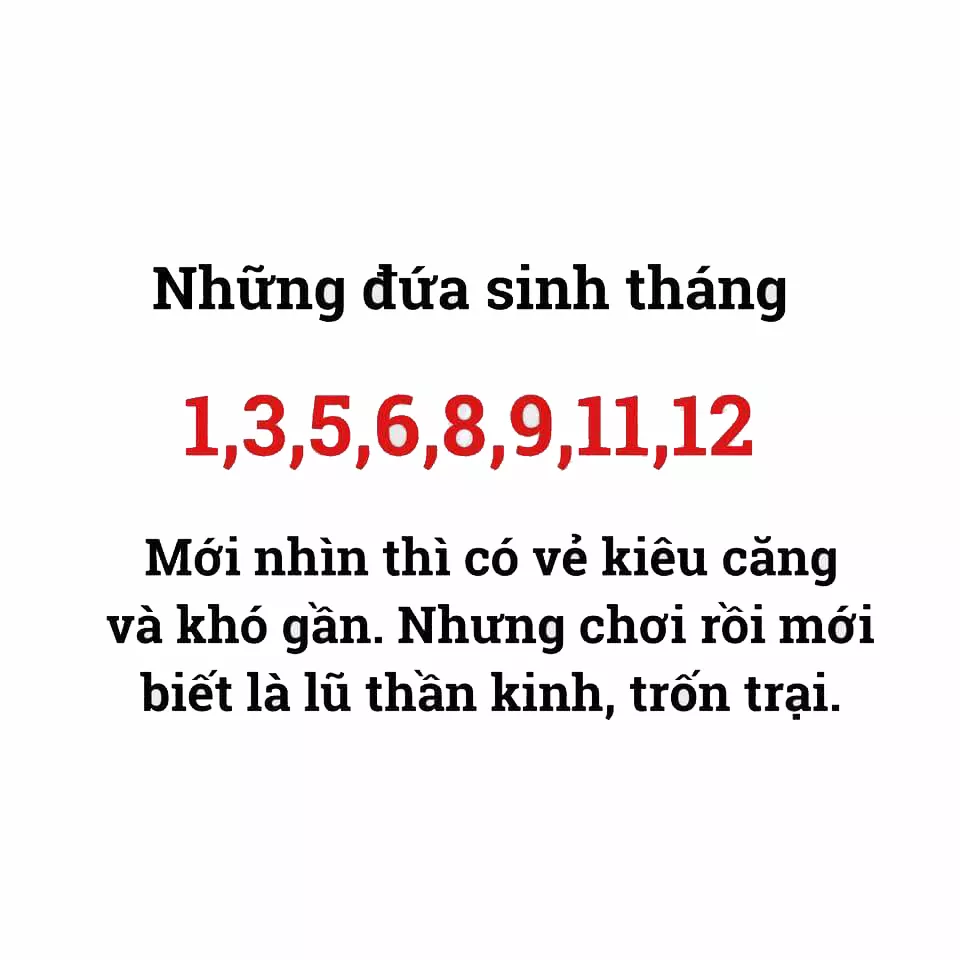 Những đứa sinh tháng
1,3,5,6,8,9,11,12
Mới nhìn thì có vẻ kiêu căng
và khó gần. Nhưng chơi rồi mới
biết là lũ thần kinh, trốn trại.